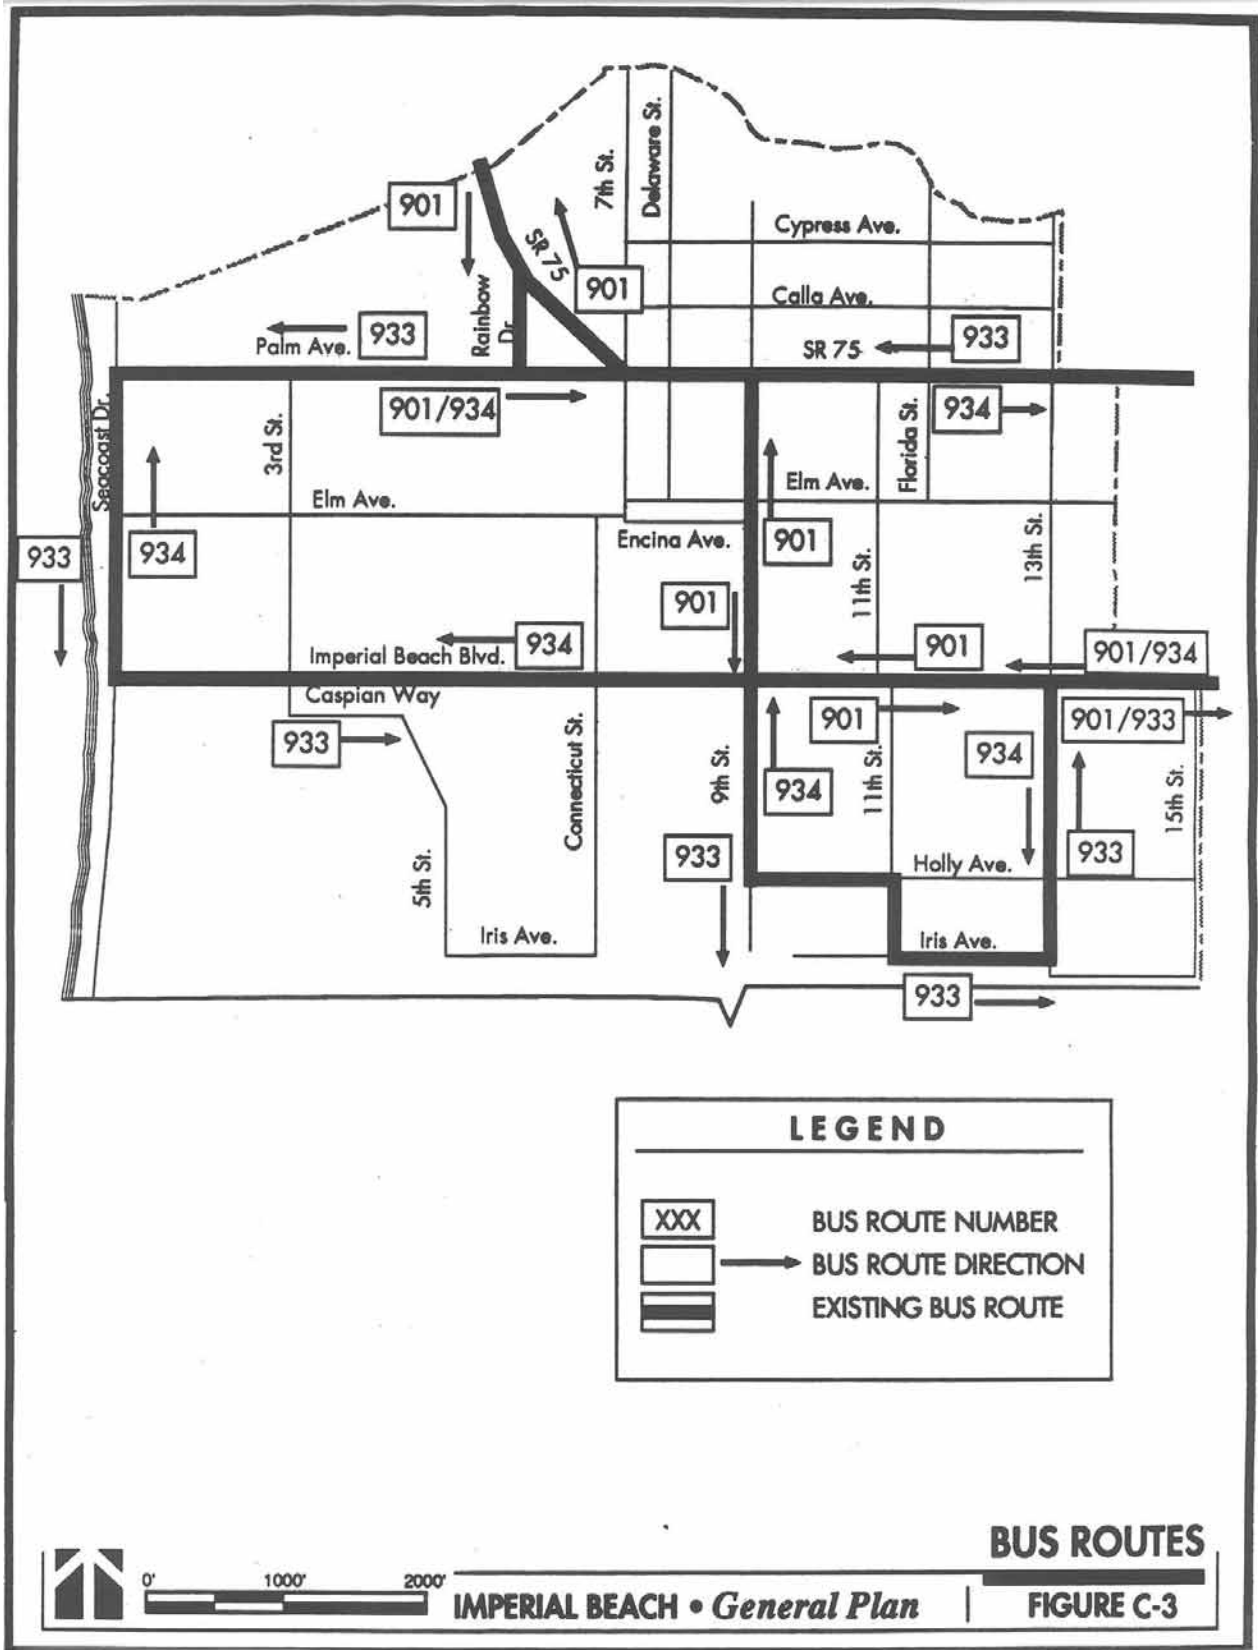 7th St.
Delaware St.
901
SR 75
901
Cypress Ave.
Calla Ave.
Rainbow Dr.
933
Palm Ave.
SR 75
933
901/934
934
Seacoast Dr.
3rd St.
Elm Ave.
Elm Ave.
Florida St.
933
934
Encina Ave.
901
11th St.
13th St.
901
934
Imperial Beach Blvd.
901
901/934
Caspian Way
933
Connecticut St.
9th St.
934
901
11th St.
934
901/933
15th St.
5th St.
933
933
Holly Ave.
Iris Ave.
Iris Ave.
933
LEGEND
XXX BUS ROUTE NUMBER
BUS ROUTE DIRECTION
EXISTING BUS ROUTE
BUS ROUTES
0' 1000' 2000'
IMPERIAL BEACH • General Plan
FIGURE C-3